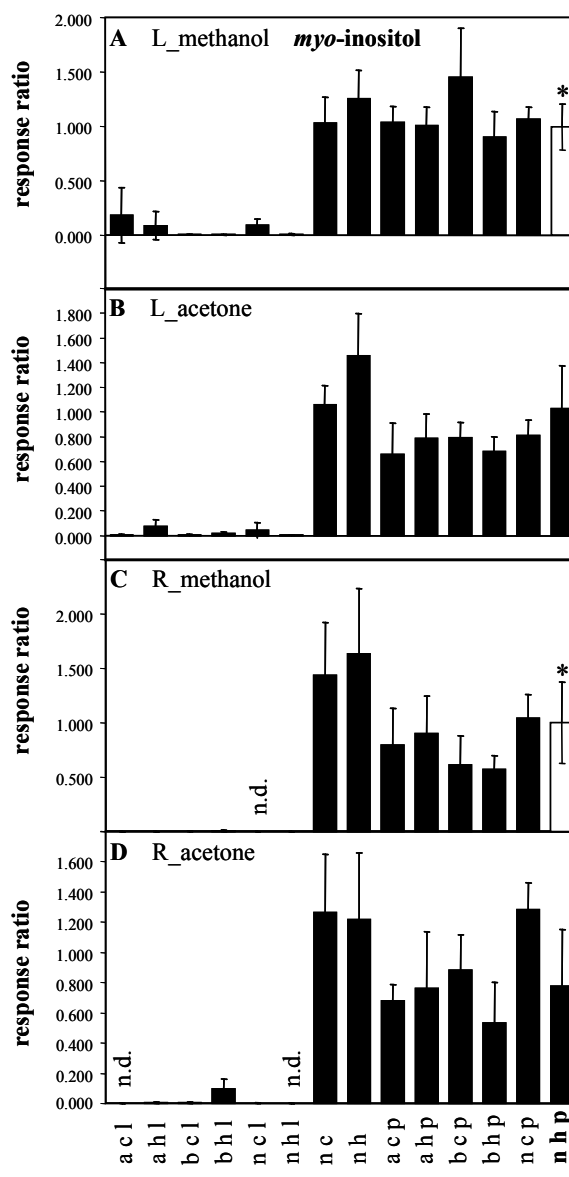 A L_methanol myo-inositol
response ratio
2.000
1.500
1.000
0.500
0.000
*
B L_acetone
response ratio
1.800
1.600
1.400
1.200
1.000
0.800
0.600
0.400
0.200
0.000
C R_methanol
response ratio
2.000
1.500
1.000
0.500
n.d.
*
D R_acetone
response ratio
1.600
1.400
1.200
1.000
0.800
0.600
0.400
0.200
0.000
n.d.
n.d.
a c l
a h l
b c l
b h l
n c l
n h l
n c
n h
a c p
a h p
b c p
b h p
n c p
n h p